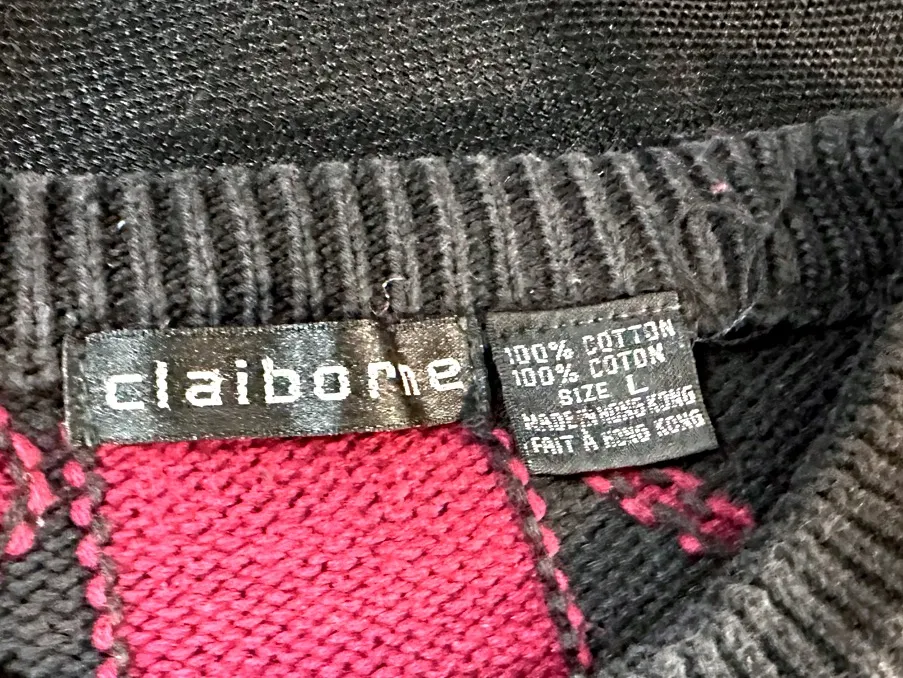 claiborne
100% COTTON
100% COTON
SIZE L
MADE IN HONG KONG
FAIT À HONG KONG